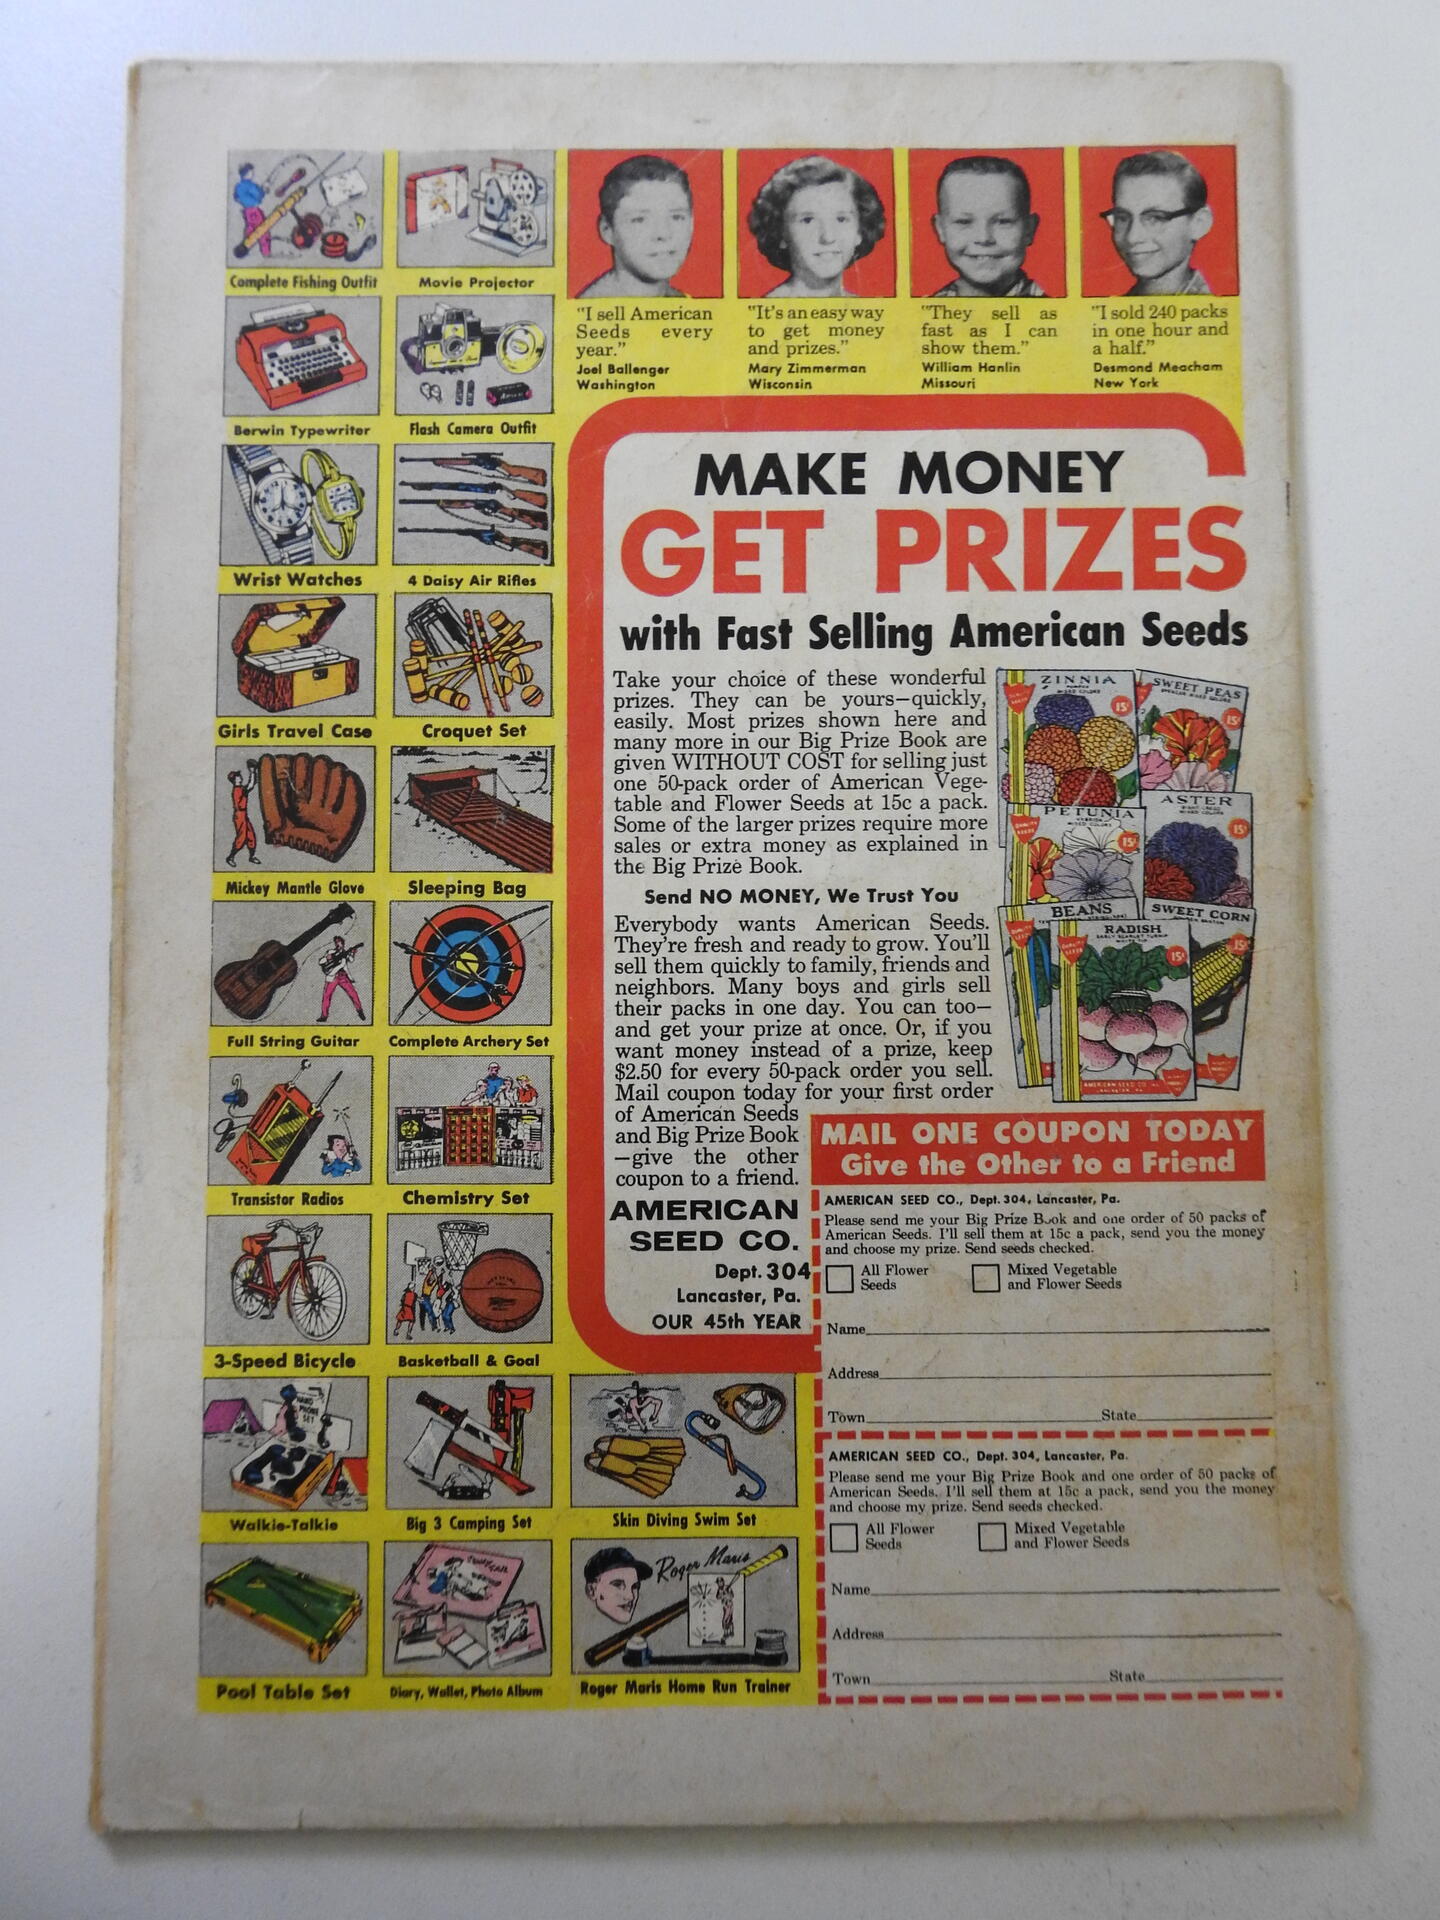 Complete Fishing Outfit
Movie Projector
Berwin Typewriter
Flash Camera Outfit
Wrist Watches
4 Daisy Air Rifles
Girls Travel Case
Croquet Set
Mickey Mantle Glove
Sleeping Bag
Full String Guitar
Complete Archery Set
Transistor Radios
Chemistry Set
3-Speed Bicycle
Basketball & Goal
HAND
PHONE
SET
Walkie-Talkie
Big 3 Camping Set
Skin Diving Swim Set
Pool Table Set
Diary, Wallet, Photo Album
Roger Maris
Roger Maris Home Run Trainer
"I sell American
Seeds every
year."
Joel Ballenger
Washington
"It's an easy way
to get money
and prizes."
Mary Zimmerman
Wisconsin
"They sell as
fast as I can
show them."
William Hanlin
Missouri
"I sold 240 packs
in one hour and
a half."
Desmond Meacham
New York
MAKE MONEY
GET PRIZES
with Fast Selling American Seeds
Take your choice of these wonderful
prizes. They can be yours—quickly,
easily. Most prizes shown here and
many more in our Big Prize Book are
given WITHOUT COST for selling just
one 50-pack order of American Vege-
table and Flower Seeds at 15c a pack.
Some of the larger prizes require more
sales or extra money as explained in
the Big Prize Book.
Send NO MONEY, We Trust You
Everybody wants American Seeds.
They're fresh and ready to grow. You'll
sell them quickly to family, friends and
neighbors. Many boys and girls sell
their packs in one day. You can too—
and get your prize at once. Or, if you
want money instead of a prize, keep
$2.50 for every 50-pack order you sell.
Mail coupon today for your first order
of American Seeds
and Big Prize Book
—give the other
coupon to a friend.
AMERICAN
SEED CO.
Dept. 304
Lancaster, Pa.
OUR 45th YEAR
ZINNIA
MIXED COLORS
15¢
SWEET PEAS
MIXED COLORS
15¢
PETUNIA
MIXED COLORS
15¢
ASTER
MIXED COLORS
15¢
BEANS
SWEET CORN
15¢
RADISH
15¢
AMERICAN SEED CO.
MAIL ONE COUPON TODAY
Give the Other to a Friend
AMERICAN SEED CO., Dept. 304, Lancaster, Pa.
Please send me your Big Prize Book and one order of 50 packs of
American Seeds. I'll sell them at 15c a pack, send you the money
and choose my prize. Send seeds checked.
All Flower
Seeds
Mixed Vegetable
and Flower Seeds
Name
Address
Town State
AMERICAN SEED CO., Dept. 304, Lancaster, Pa.
Please send me your Big Prize Book and one order of 50 packs of
American Seeds. I'll sell them at 15c a pack, send you the money
and choose my prize. Send seeds checked.
All Flower
Seeds
Mixed Vegetable
and Flower Seeds
Name
Address
Town State